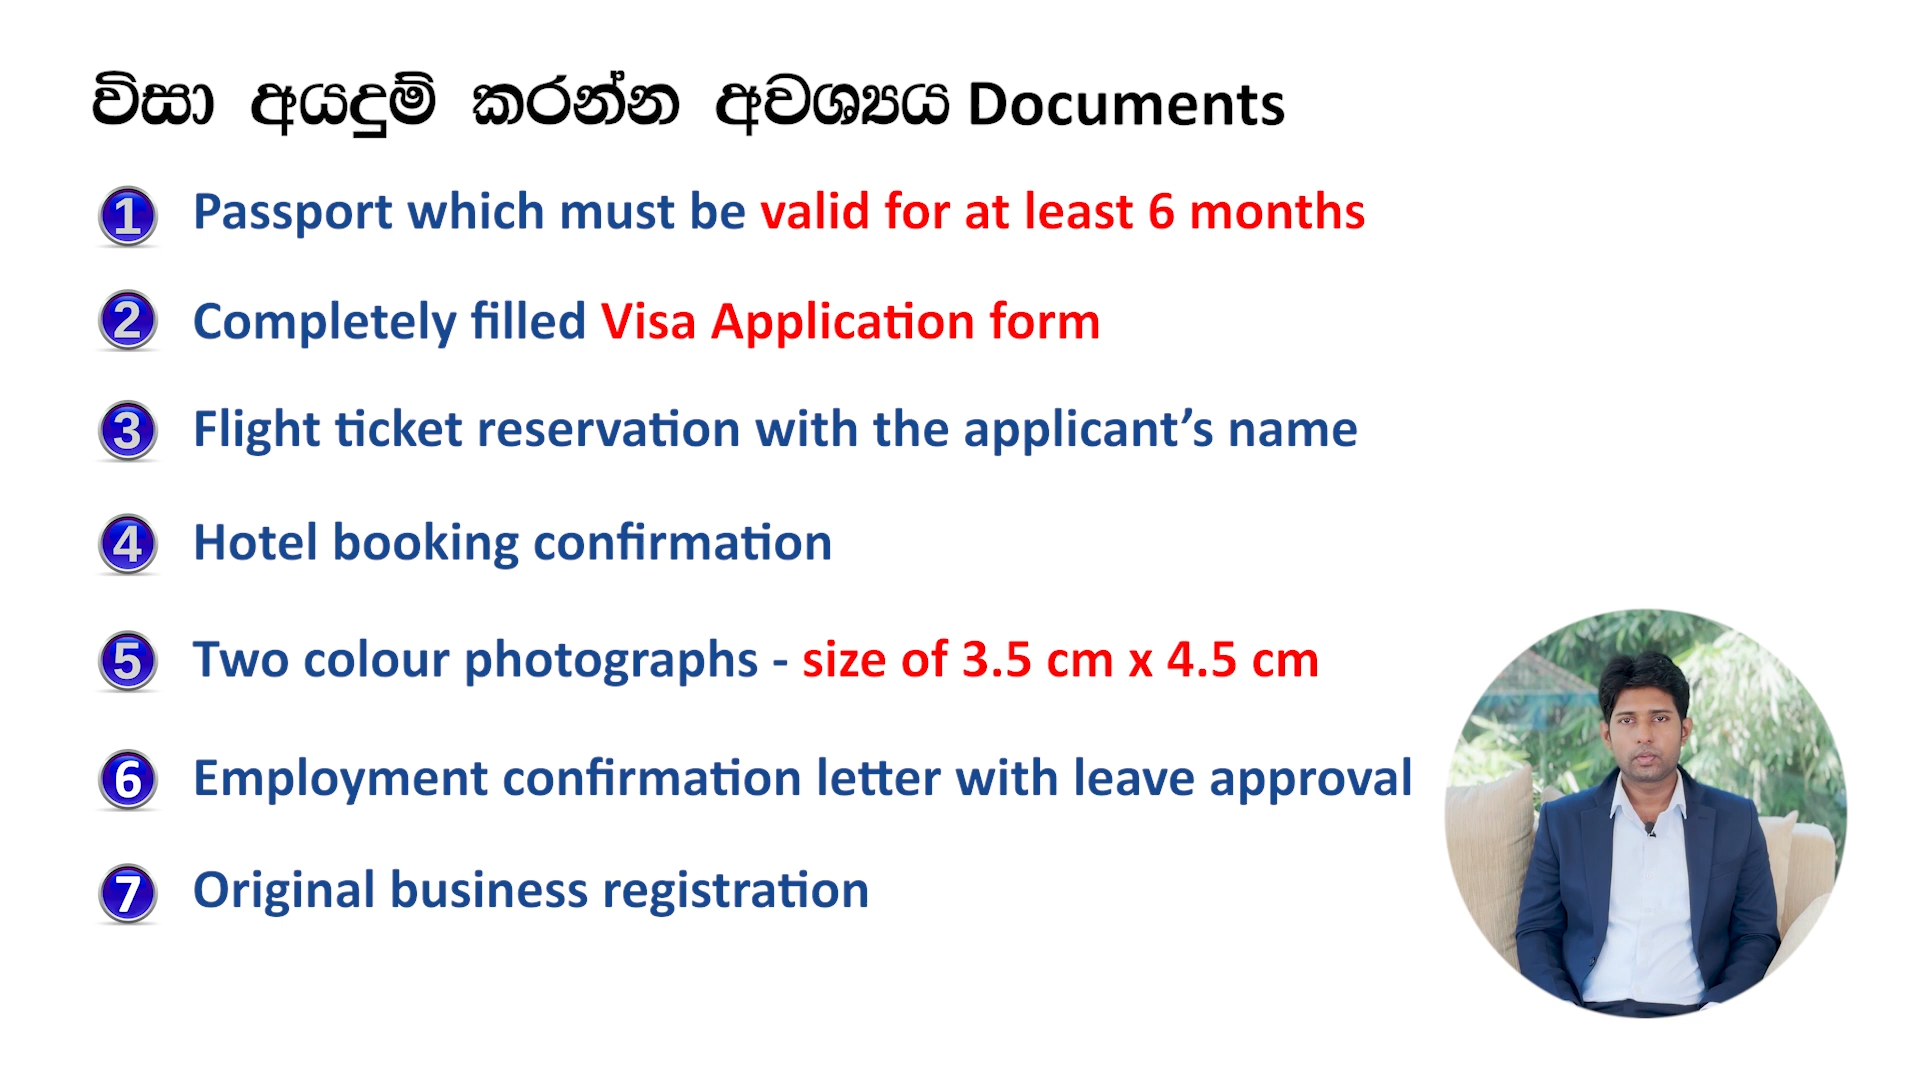 විසා අයදුම් කරන්න අවශ්‍යය Documents
1 Passport which must be valid for at least 6 months
2 Completely filled Visa Application form
3 Flight ticket reservation with the applicant’s name
4 Hotel booking confirmation
5 Two colour photographs - size of 3.5 cm x 4.5 cm
6 Employment confirmation letter with leave approval
7 Original business registration